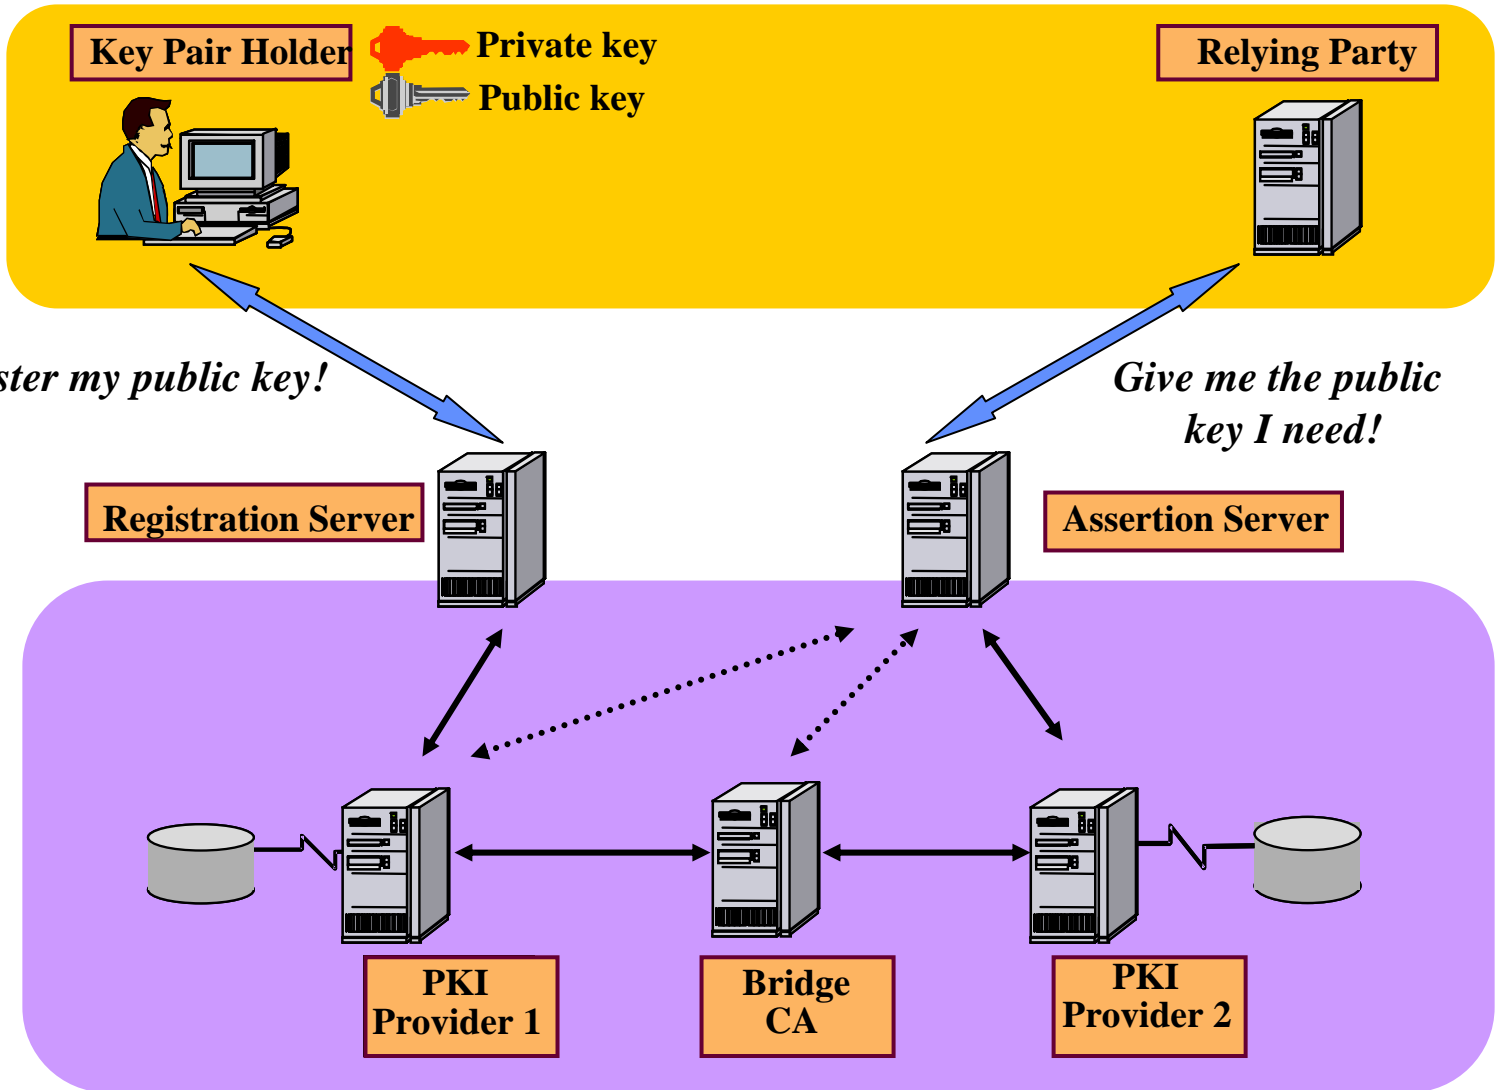 Key Pair Holder
Private key
Public key
Relying Party
my public key!
Give me the public
key I need!
Registration Server
Assertion Server
PKI
Provider 1
Bridge
CA
PKI
Provider 2